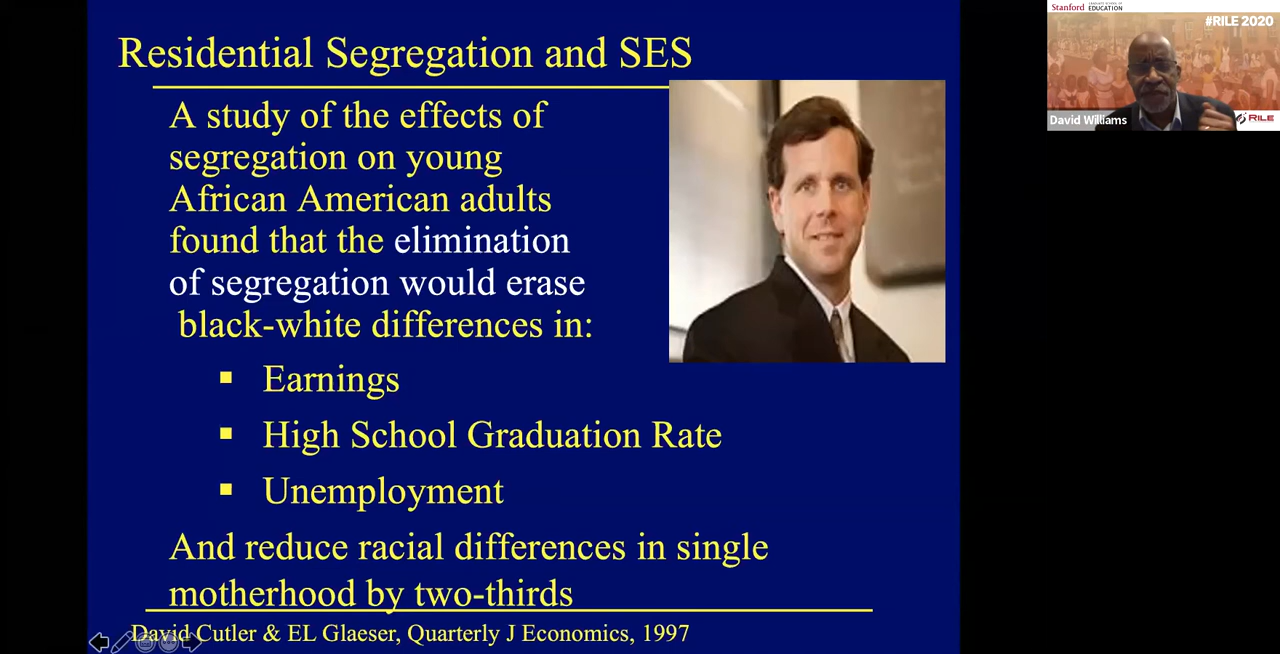 Residential Segregation and SES
A study of the effects of
segregation on young
African American adults
found that the elimination
of segregation would erase
black-white differences in:
▪ Earnings
▪ High School Graduation Rate
▪ Unemployment
And reduce racial differences in single
motherhood by two-thirds
David Cutler & EL Glaeser, Quarterly J Economics, 1997
Stanford GRADUATE SCHOOL OF
EDUCATION
#RILE 2020
David Williams
RILE